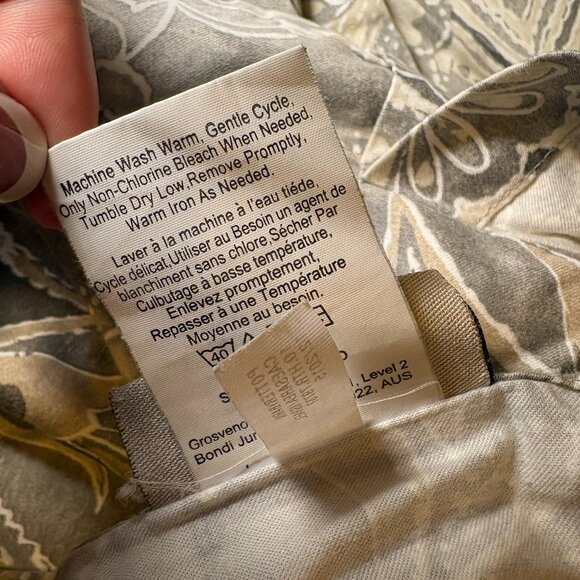 Machine Wash Warm, Gentle Cycle,
Only Non-Chlorine Bleach When Needed,
Tumble Dry Low,Remove Promptly,
Warm Iron As Needed.
Laver à la machine à l'eau tiéde,
Cycle délicat,Utiliser au Besoin un agent de
blanchiment sans chlore,Sécher Par
Culbutage à basse température,
Enlevez promptement,
Repasser à une Température
Moyenne au besoin.
40
S
, Level 2
Grosveno
22, AUS
Bondi Jun
2013